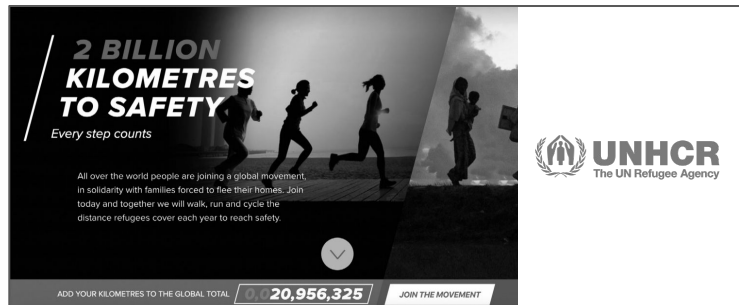 2 BILLION
KILOMETRES
TO SAFETY
Every step counts
All over the world people are joining a global movement,
in solidarity with families forced to flee their homes. Join
today and together we will walk, run and cycle the
distance refugees cover each year to reach safety.
ADD YOUR KILOMETRES TO THE GLOBAL TOTAL 0,020,956,325 JOIN THE MOVEMENT
UNHCR
The UN Refugee Agency